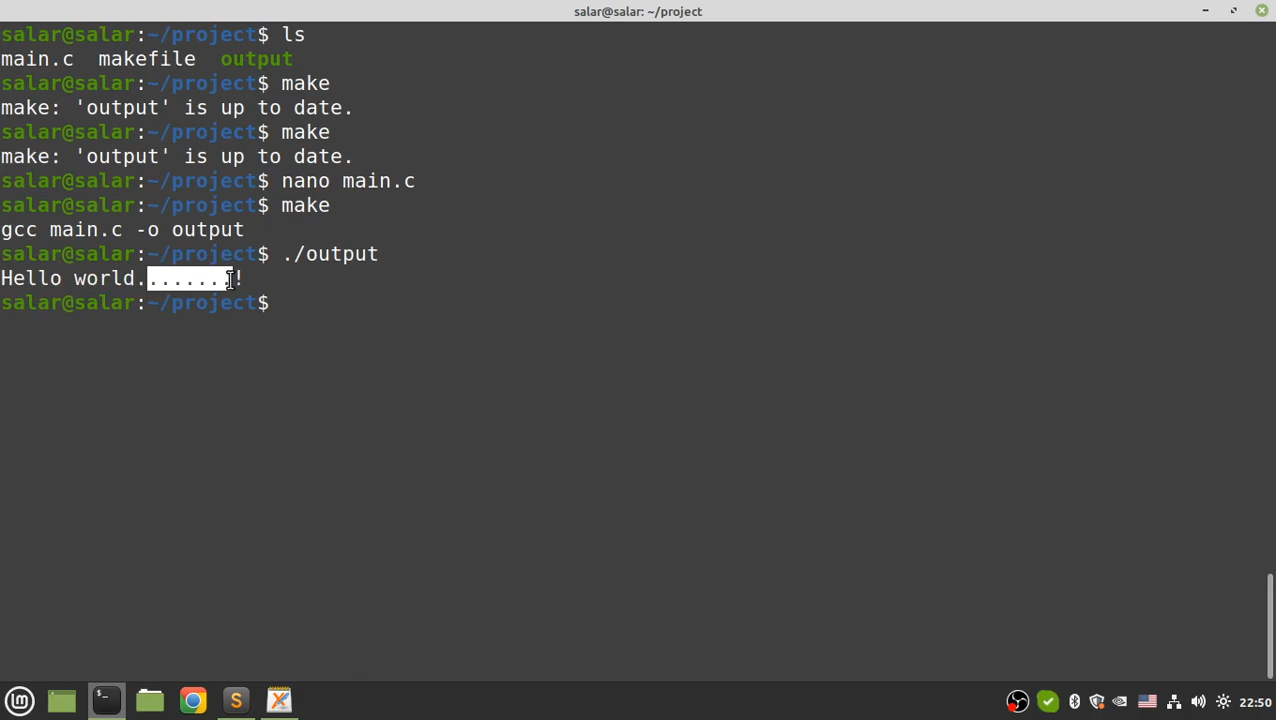 salar@salar: ~/project
salar@salar:~/project$ ls
main.c  makefile  output
salar@salar:~/project$ make
make: 'output' is up to date.
salar@salar:~/project$ make
make: 'output' is up to date.
salar@salar:~/project$ nano main.c
salar@salar:~/project$ make
gcc main.c -o output
salar@salar:~/project$ ./output
Hello world........!
salar@salar:~/project$
22:50